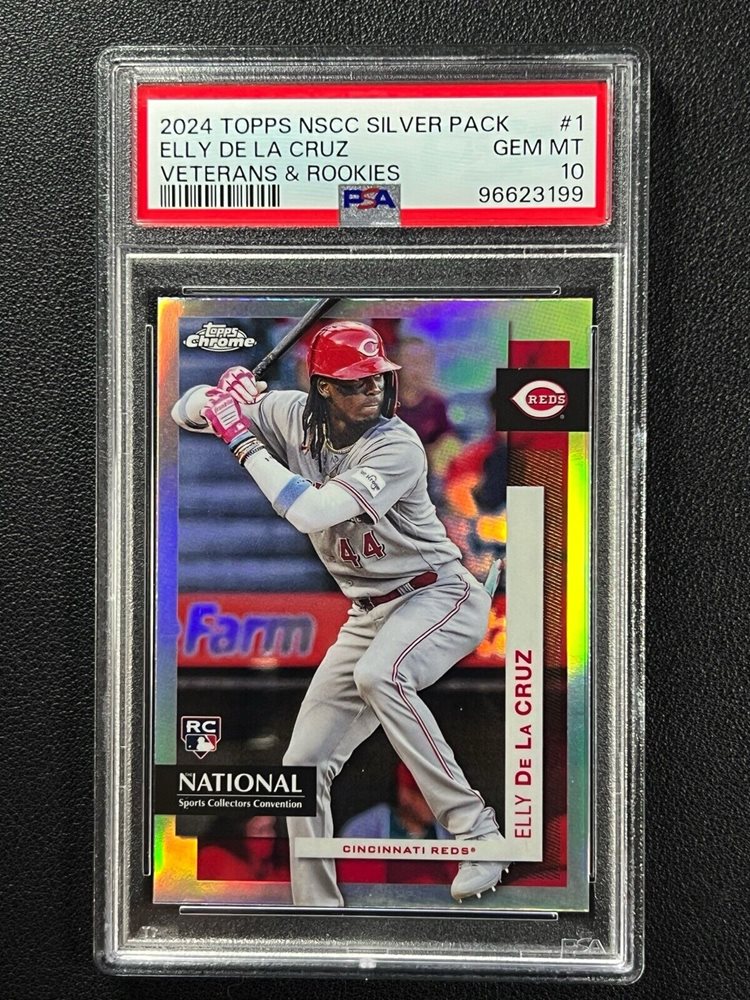 2024 TOPPS NSCC SILVER PACK #1
ELLY DE LA CRUZ GEM MT
VETERANS & ROOKIES 10
PSA 96623199
Topps
Chrome
C
REDS
44
Farm
RC
THE
NATIONAL
Sports Collectors Convention
ELLY DE LA CRUZ
CINCINNATI REDS®
PSA